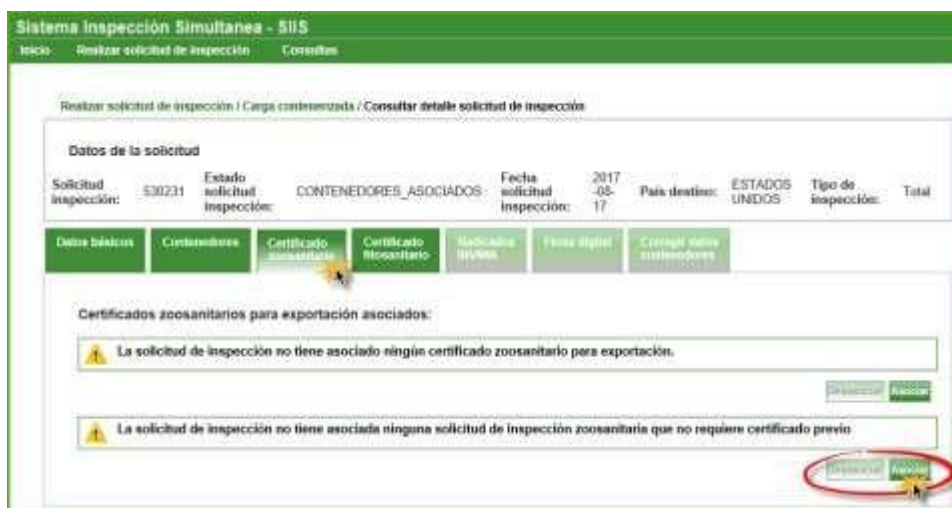 Sistema Inspección Simultanea - SIIS
Inicio Realizar solicitud de inspección Consultas
Realizar solicitud de inspección / Carga contenerizada / Consultar detalle solicitud de inspección
Datos de la solicitud
Solicitud inspección: 530231 Estado solicitud inspección: CONTENEDORES_ASOCIADOS Fecha solicitud inspección: 2017-08-17 País destino: ESTADOS UNIDOS Tipo de inspección: Total
Datos básicos Contenedores Certificado zoosanitario Certificado fitosanitario Radicados INVIMA Firma digital Corregir datos contenedores
Certificados zoosanitarios para exportación asociados:
La solicitud de inspección no tiene asociado ningún certificado zoosanitario para exportación.
Asociar
La solicitud de inspección no tiene asociada ninguna solicitud de inspección zoosanitaria que no requiere certificado previo
Asociar